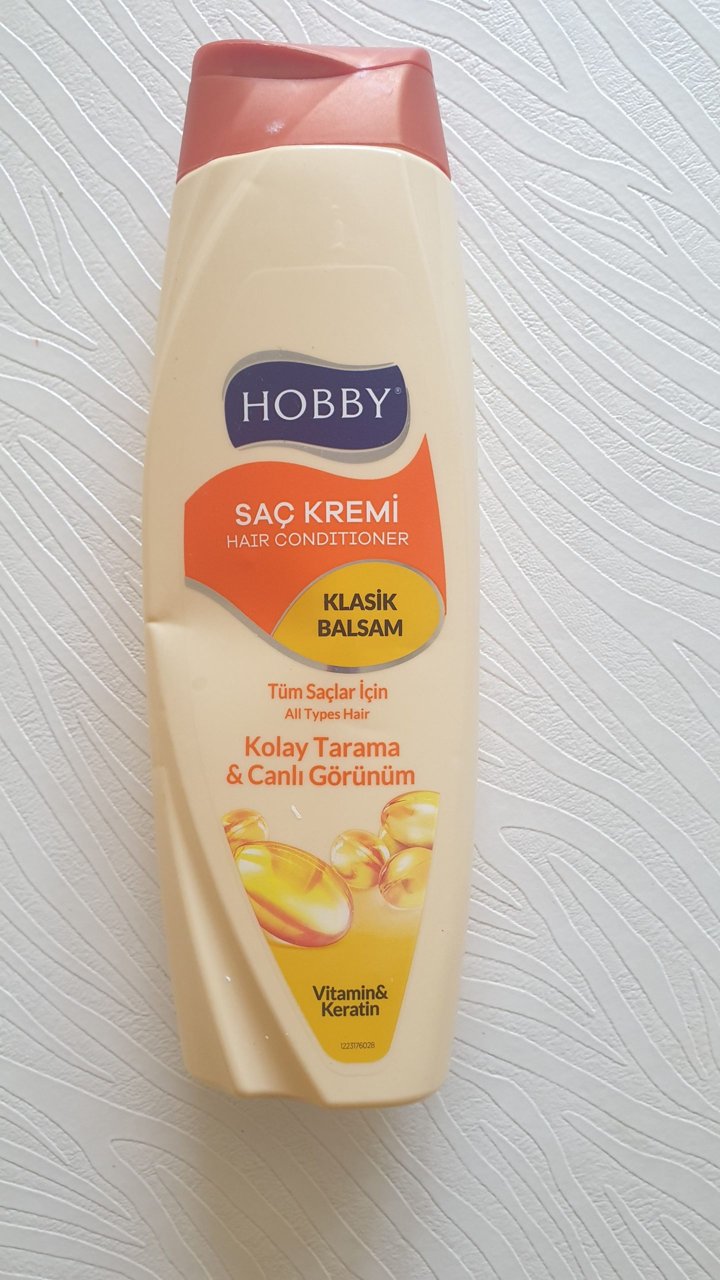 HOBBY®
SAÇ KREMİ
HAIR CONDITIONER
KLASİK
BALSAM
Tüm Saçlar İçin
All Types Hair
Kolay Tarama
& Canlı Görünüm
Vitamin&
Keratin
1223176028